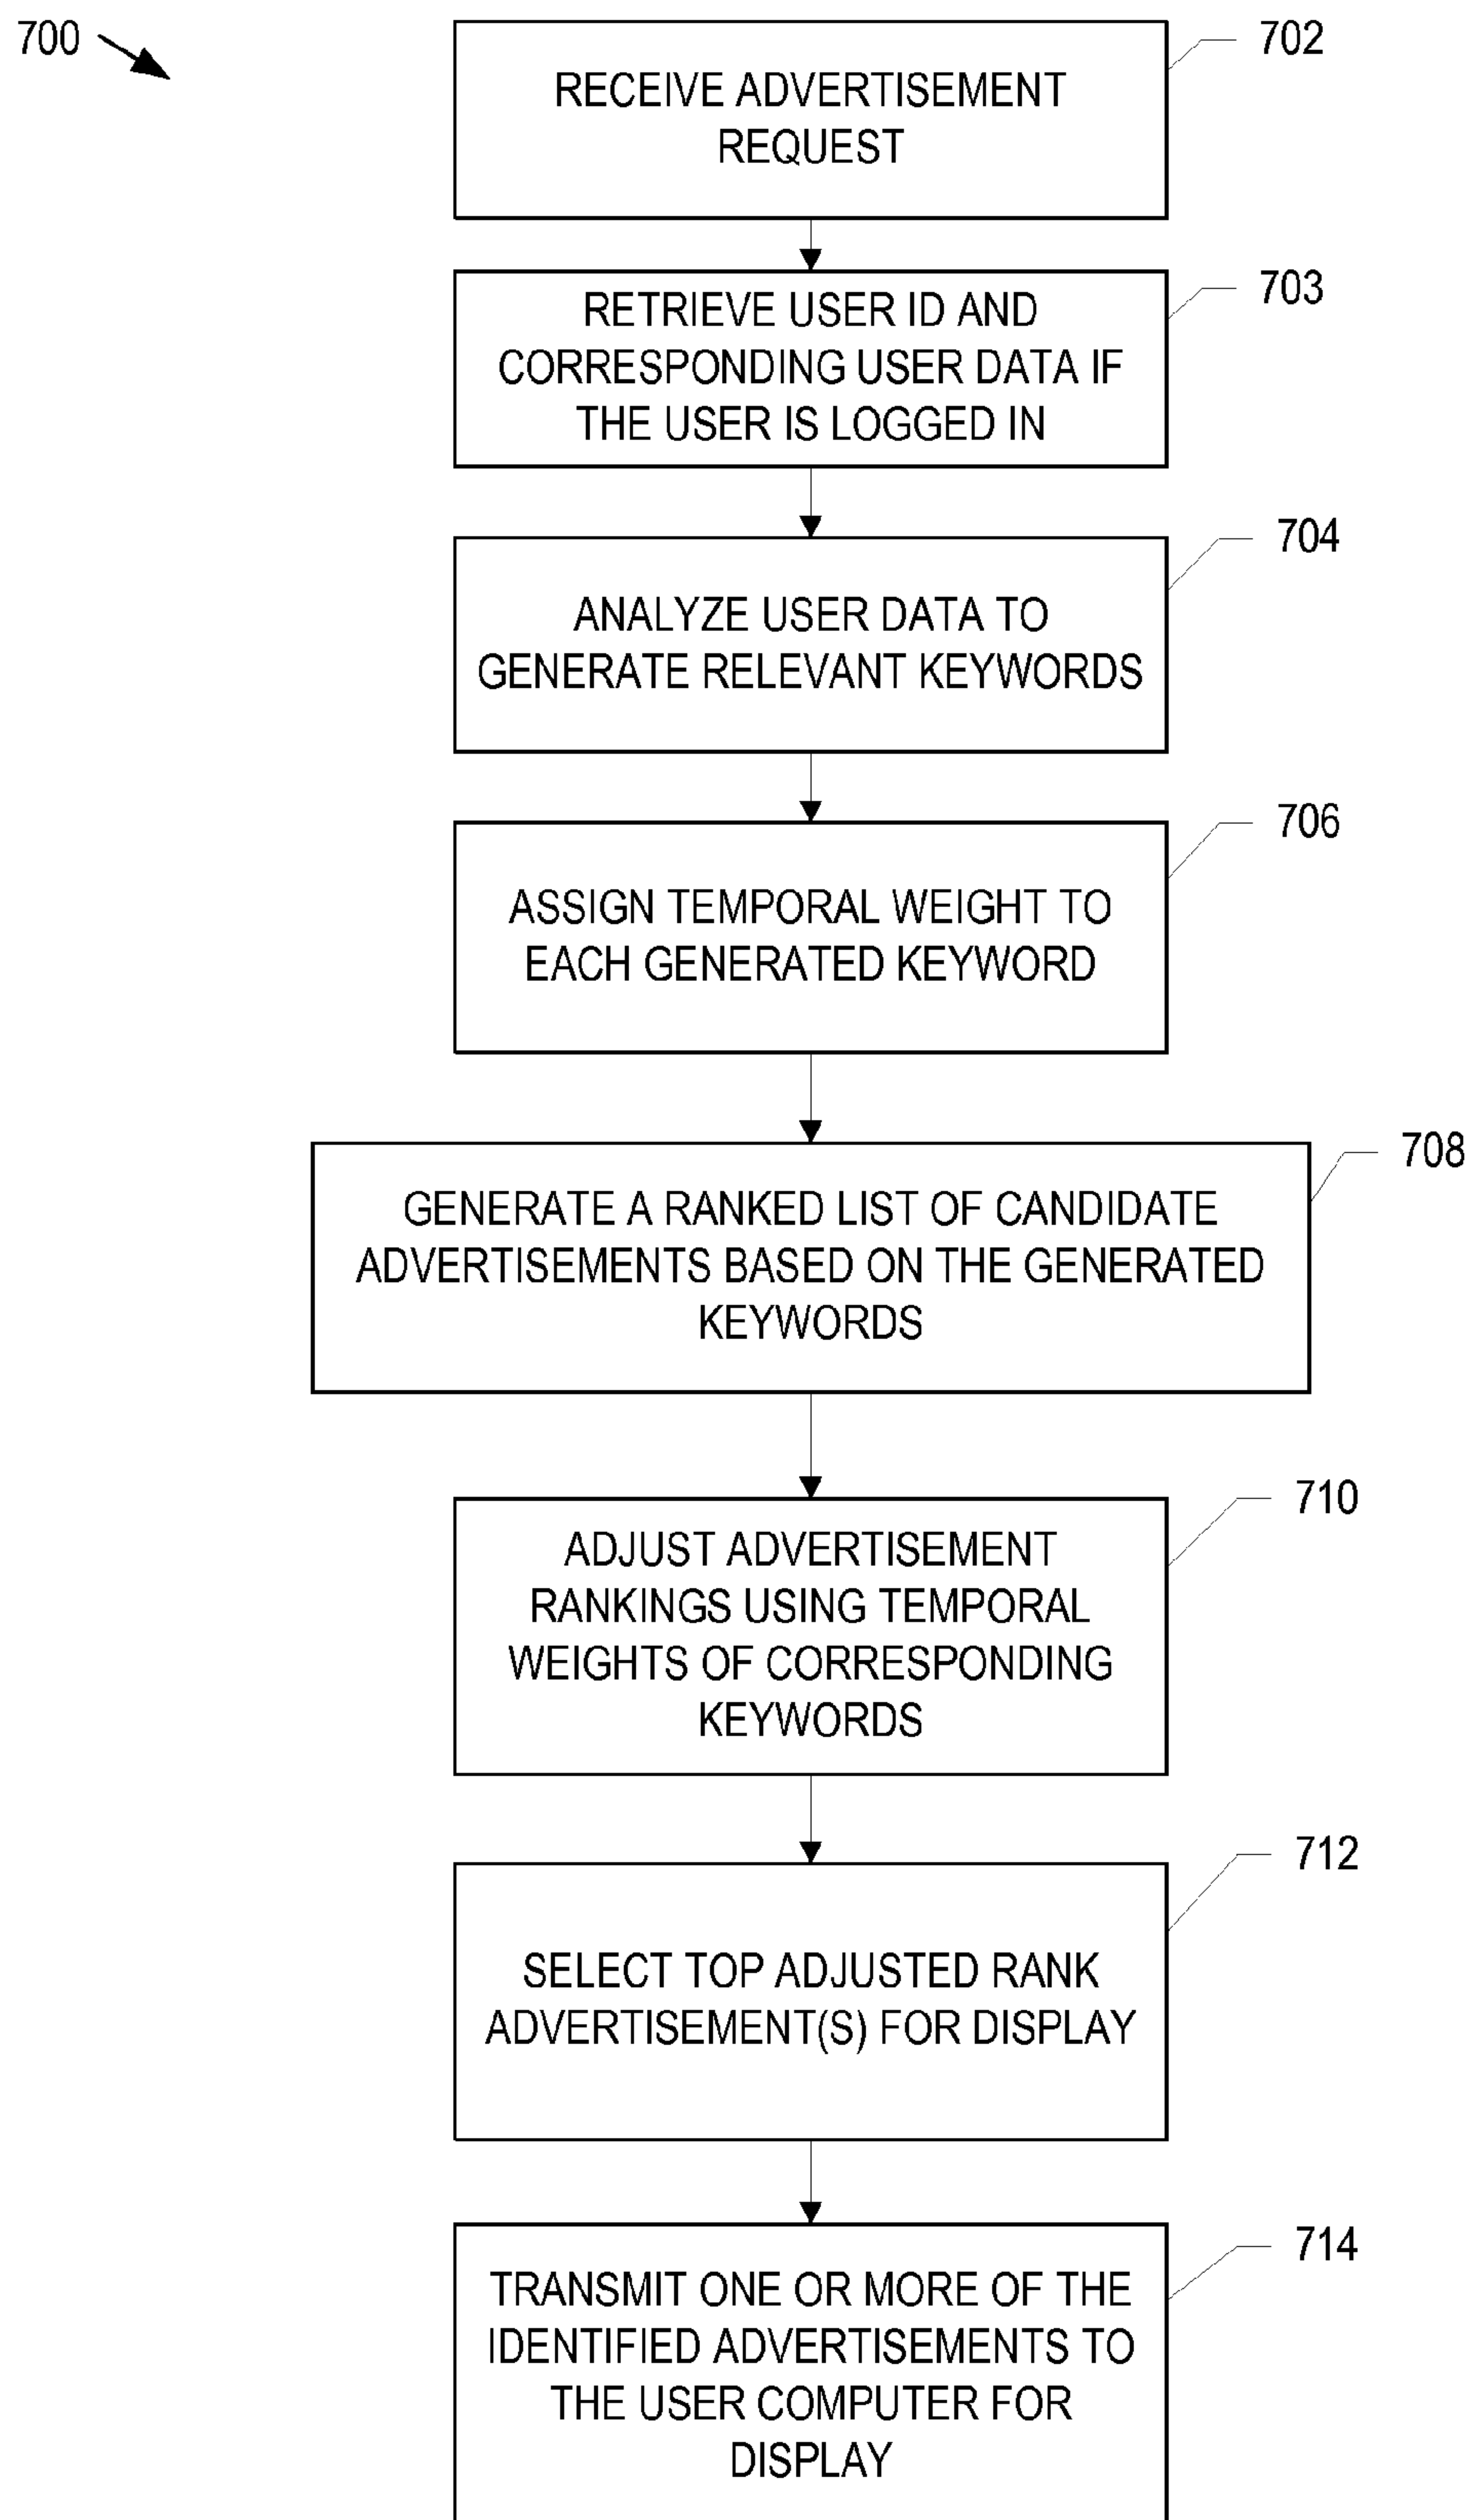 700
702
RECEIVE ADVERTISEMENT
REQUEST
703
RETRIEVE USER ID AND
CORRESPONDING USER DATA IF
THE USER IS LOGGED IN
704
ANALYZE USER DATA TO
GENERATE RELEVANT KEYWORDS
706
ASSIGN TEMPORAL WEIGHT TO
EACH GENERATED KEYWORD
708
GENERATE A RANKED LIST OF CANDIDATE
ADVERTISEMENTS BASED ON THE GENERATED
KEYWORDS
710
ADJUST ADVERTISEMENT
RANKINGS USING TEMPORAL
WEIGHTS OF CORRESPONDING
KEYWORDS
712
SELECT TOP ADJUSTED RANK
ADVERTISEMENT(S) FOR DISPLAY
714
TRANSMIT ONE OR MORE OF THE
IDENTIFIED ADVERTISEMENTS TO
THE USER COMPUTER FOR
DISPLAY